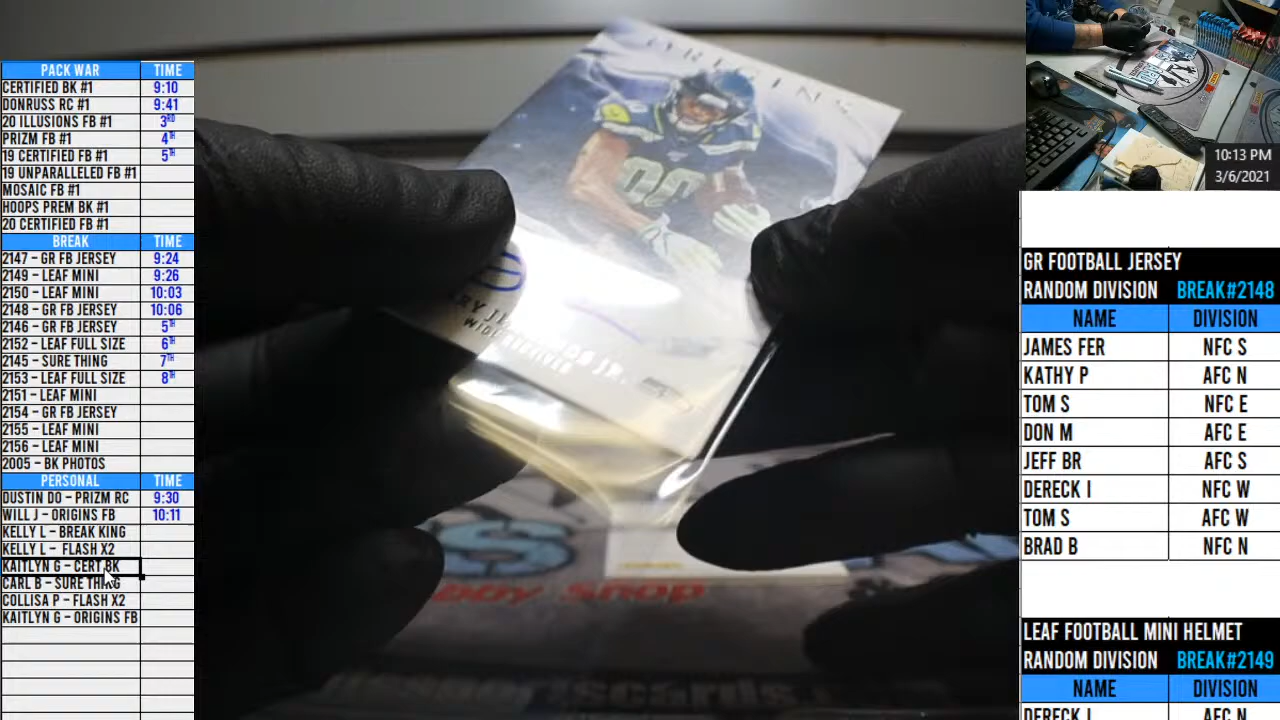 PACK WAR TIME
CERTIFIED BK #1 9:10
DONRUSS RC #1 9:41
20 ILLUSIONS FB #1 3RD
PRIZM FB #1 4TH
19 CERTIFIED FB #1 5TH
19 UNPARALLELED FB #1
MOSAIC FB #1
HOOPS PREM BK #1
20 CERTIFIED FB #1
BREAK TIME
2147 – GR FB JERSEY 9:24
2149 – LEAF MINI 9:26
2150 – LEAF MINI 10:03
2148 – GR FB JERSEY 10:06
2146 – GR FB JERSEY 5TH
2152 – LEAF FULL SIZE 6TH
2145 – SURE THING 7TH
2153 – LEAF FULL SIZE 8TH
2151 – LEAF MINI
2154 – GR FB JERSEY
2155 – LEAF MINI
2156 – LEAF MINI
2005 – BK PHOTOS
PERSONAL TIME
DUSTIN DO – PRIZM RC 9:30
WILL J – ORIGINS FB 10:11
KELLY L – BREAK KING
KELLY L – FLASH X2
KAITLYN G – CERT BK
CARL B – SURE THING
COLLISA P – FLASH X2
KAITLYN G – ORIGINS FB
ORIGINS
WIDE RECEIVER
10:13 PM
3/6/2021
GR FOOTBALL JERSEY
RANDOM DIVISION BREAK#2148
NAME DIVISION
JAMES FER NFC S
KATHY P AFC N
TOM S NFC E
DON M AFC E
JEFF BR AFC S
DERECK I NFC W
TOM S AFC W
BRAD B NFC N
LEAF FOOTBALL MINI HELMET
RANDOM DIVISION BREAK#2149
NAME DIVISION
DERECK I AFC N